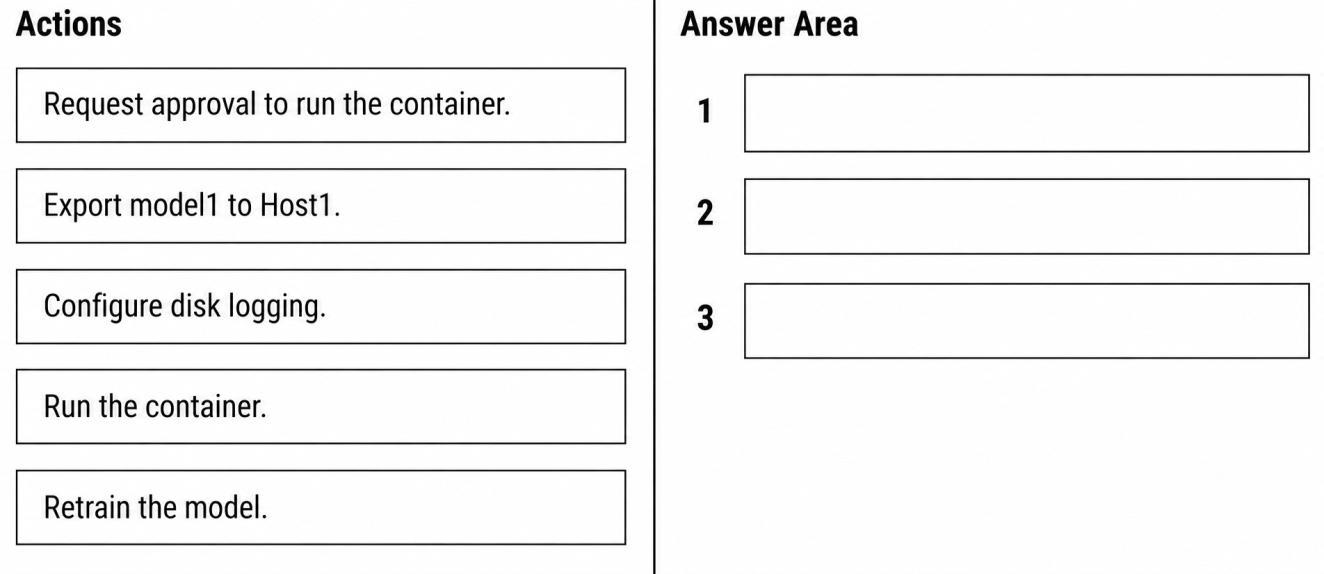 Actions
Request approval to run the container.
Export model1 to Host1.
Configure disk logging.
Run the container.
Retrain the model.
Answer Area
1
2
3